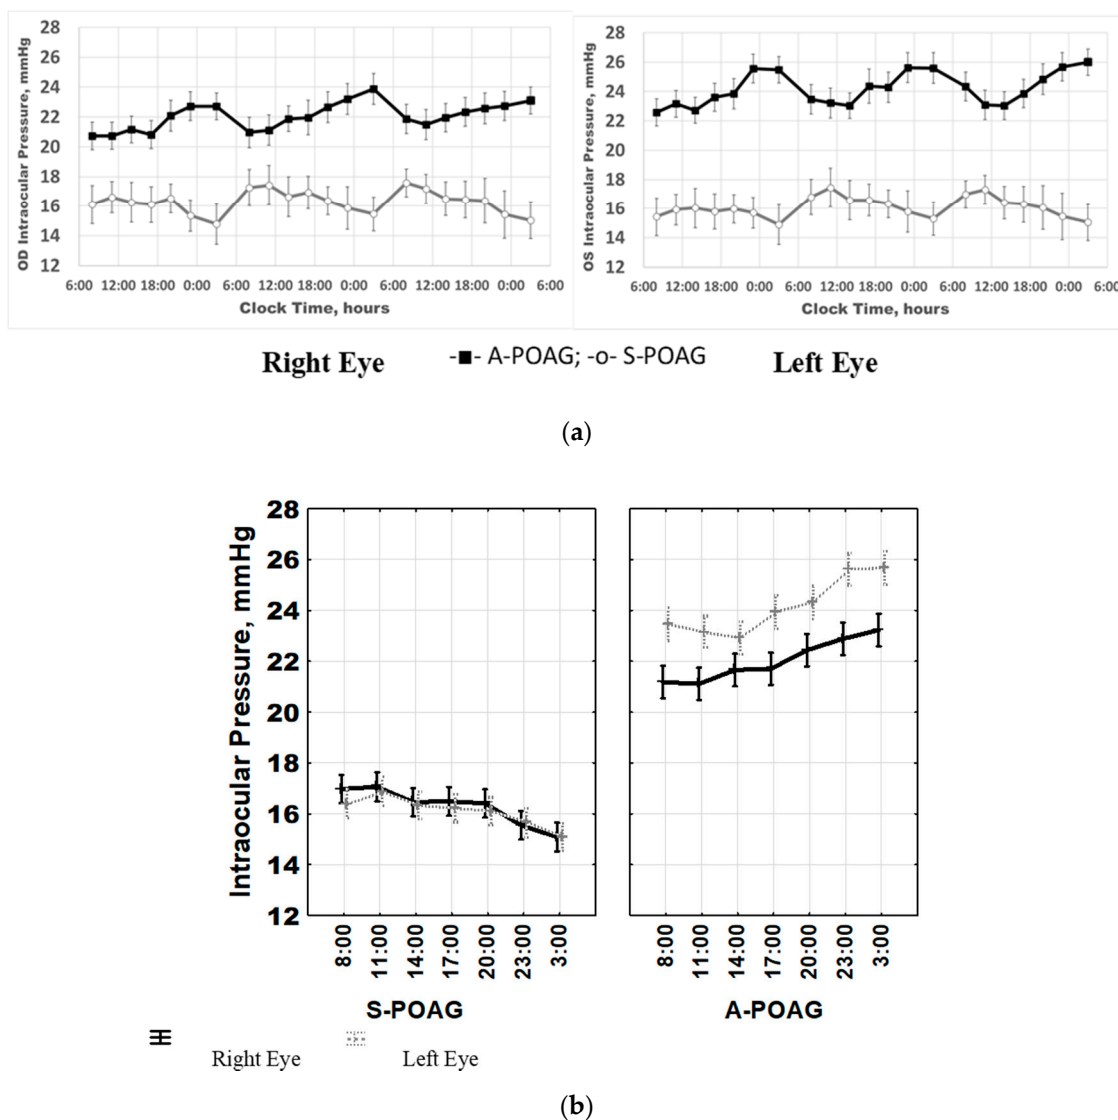 OD Intraocular Pressure, mmHg
28
26
24
22
20
18
16
14
12
6:00 12:00 18:00 0:00 6:00 12:00 18:00 0:00 6:00 12:00 18:00 0:00 6:00
Clock Time, hours
OS Intraocular Pressure, mmHg
28
26
24
22
20
18
16
14
12
6:00 12:00 18:00 0:00 6:00 12:00 18:00 0:00 6:00 12:00 18:00 0:00 6:00
Clock Time, hours
Right Eye -■- A-POAG; -o- S-POAG Left Eye
(a)
Intraocular Pressure, mmHg
28
26
24
22
20
18
16
14
12
8:00 11:00 14:00 17:00 20:00 23:00 3:00
S-POAG
8:00 11:00 14:00 17:00 20:00 23:00 3:00
A-POAG
Right Eye Left Eye
(b)